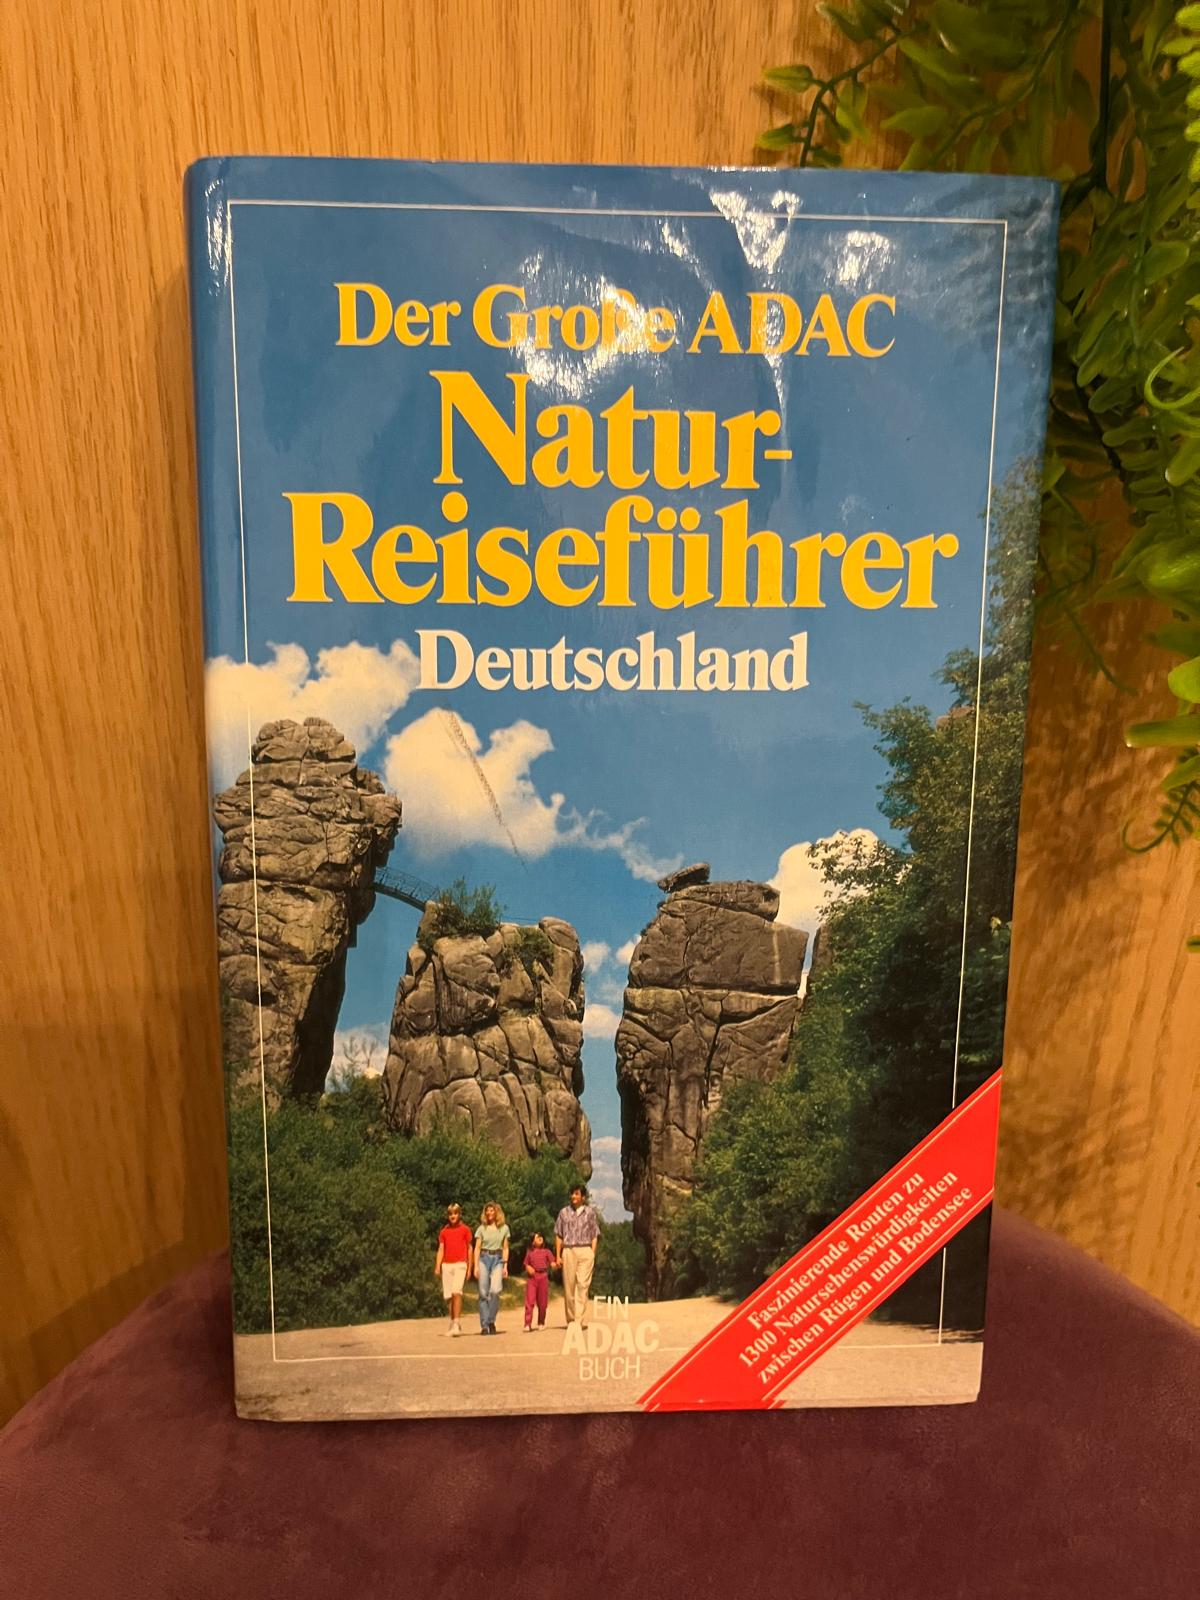 Der Große ADAC
Natur-
Reiseführer
Deutschland
Faszinierende Routen zu
1300 Natursehenswürdigkeiten
zwischen Rügen und Bodensee
EIN
ADAC
BUCH